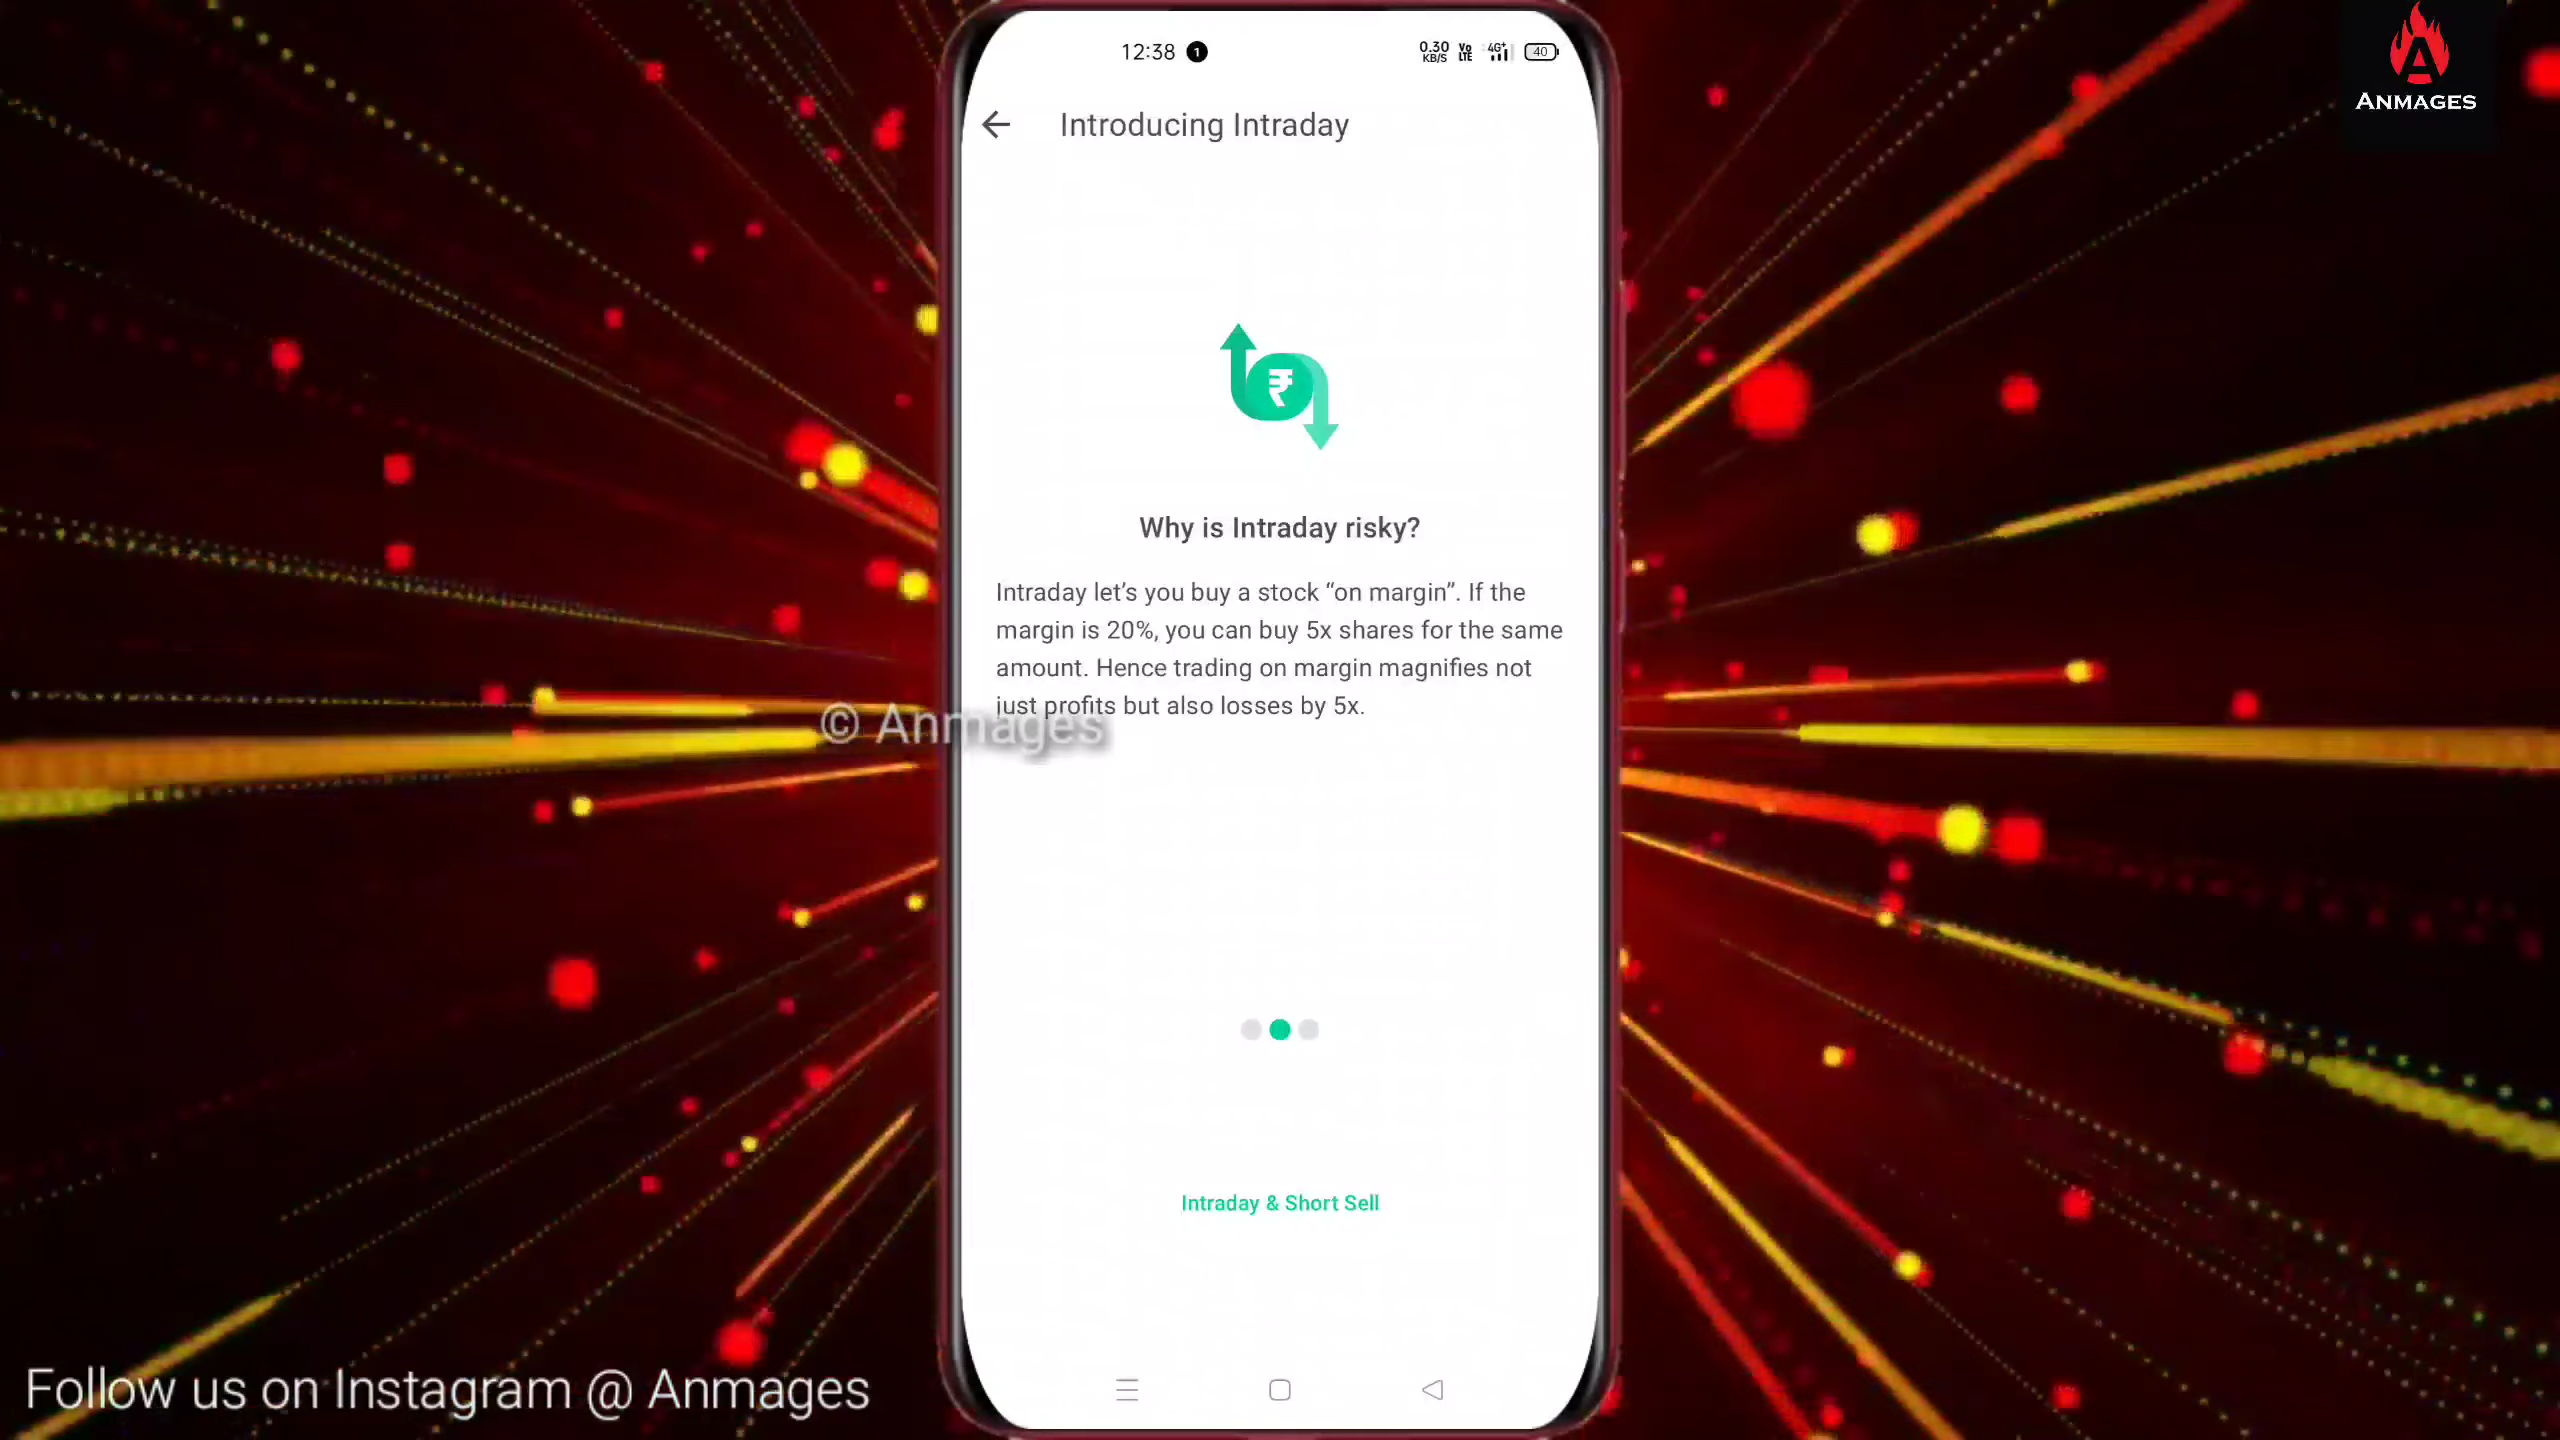 12:38 1
0.30 KB/S Vo LTE 4G+ 40
ANMAGES
Introducing Intraday
₹
Why is Intraday risky?
Intraday let’s you buy a stock “on margin”. If the
margin is 20%, you can buy 5x shares for the same
amount. Hence trading on margin magnifies not
just profits but also losses by 5x.
© Anmages
Intraday & Short Sell
Follow us on Instagram @ Anmages